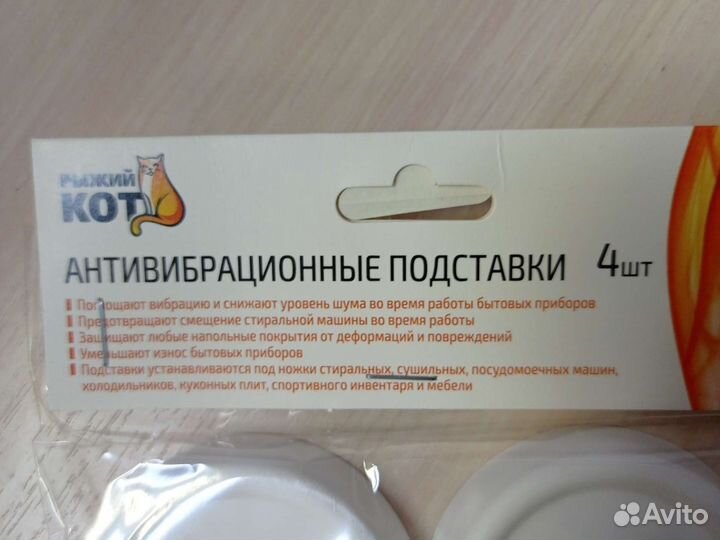 РЫЖИЙ
КОТ
АНТИВИБРАЦИОННЫЕ ПОДСТАВКИ 4шт
Поглощают вибрацию и снижают уровень шума во время работы бытовых приборов
Предотвращают смещение стиральной машины во время работы
Защищают любые напольные покрытия от деформаций и повреждений
Уменьшают износ бытовых приборов
Подставки устанавливаются под ножки стиральных, сушильных, посудомоечных машин,
холодильников, кухонных плит, спортивного инвентаря и мебели
Avito